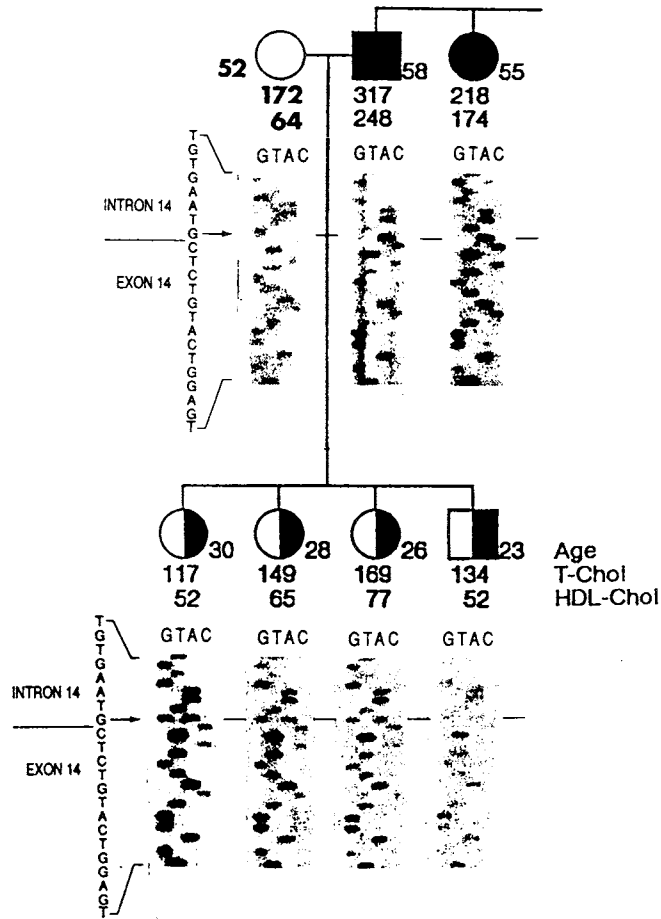 52
58
55
172
64
317
248
218
174
GTAC
GTAC
GTAC
INTRON 14
EXON 14
TGTGAATGCTCTGTACTGGAGT
30
28
26
23
Age
117
149
169
134
T-Chol
52
65
77
52
HDL-Chol
GTAC
GTAC
GTAC
GTAC
INTRON 14
EXON 14
TGTGAATGCTCTGTACTGGAGT